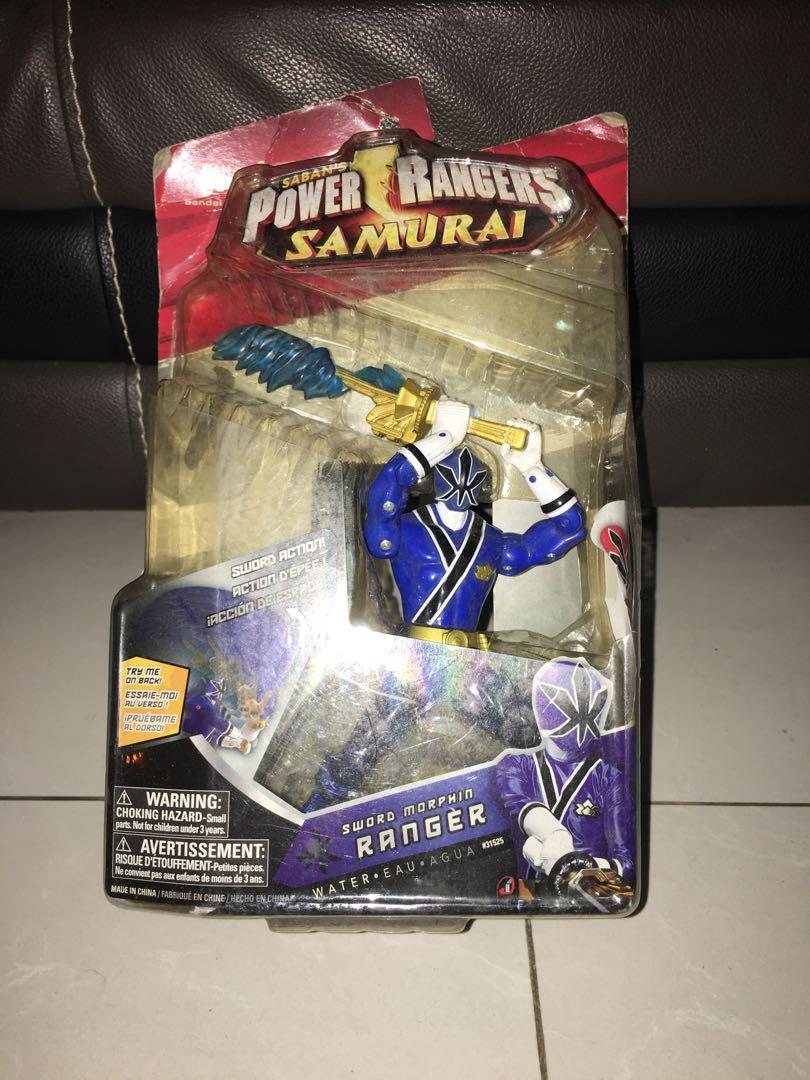 Bandai
SABAN'S
POWER RANGERS
SAMURAI
SWORD ACTION!
ACTION D'ÉPÉE !
¡ACCIÓN DE
TRY ME
ON BACK!
ESSAIE-MOI
AU VERSO !
¡PRUÉBAME
AL DORSO!
WARNING:
CHOKING HAZARD-Small
parts. Not for children under 3 years.
AVERTISSEMENT:
RISQUE D'ÉTOUFFEMENT-Petites pièces.
Ne convient pas aux enfants de moins de 3 ans.
MADE IN CHINA / FABRIQUÉ EN CHINE / HECHO EN CHINA
SWORD MORPHIN
RANGER
WATER • EAU • AGUA #31525